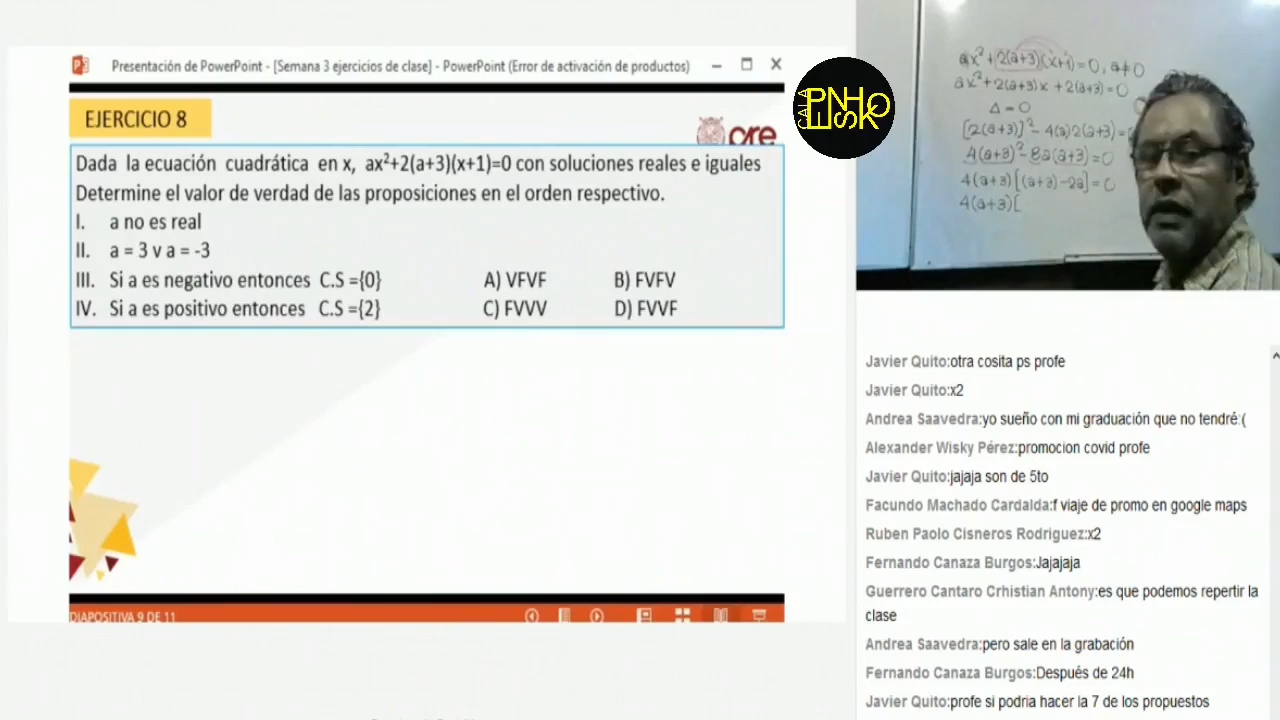 Presentación de PowerPoint - [Semana 3 ejercicios de clase] - PowerPoint (Error de activación de productos)
EJERCICIO 8
ore
Dada la ecuación cuadrática en x, ax²+2(a+3)(x+1)=0 con soluciones reales e iguales
Determine el valor de verdad de las proposiciones en el orden respectivo.
I. a no es real
II. a = 3 v a = -3
III. Si a es negativo entonces C.S ={0} A) VFVF B) FVFV
IV. Si a es positivo entonces C.S ={2} C) FVVV D) FVVF
DIAPOSITIVA 9 DE 11
ax²+2(a+3)(x+1)=0, a≠0
ax²+2(a+3)x+2(a+3)=0
Δ=0
[2(a+3)]²-4(a)2(a+3)=
4(a+3)²-8a(a+3)=0
4(a+3)[(a+3)-2a]=0
4(a+3)[
Javier Quito:otra cosita ps profe
Javier Quito:x2
Andrea Saavedra:yo sueño con mi graduación que no tendré:(
Alexander Wisky Pérez:promocion covid profe
Javier Quito:jajaja son de 5to
Facundo Machado Cardalda:f viaje de promo en google maps
Ruben Paolo Cisneros Rodriguez:x2
Fernando Canaza Burgos:Jajajaja
Guerrero Cantaro Crhistian Antony:es que podemos repertir la
clase
Andrea Saavedra:pero sale en la grabación
Fernando Canaza Burgos:Después de 24h
Javier Quito:profe si podria hacer la 7 de los propuestos